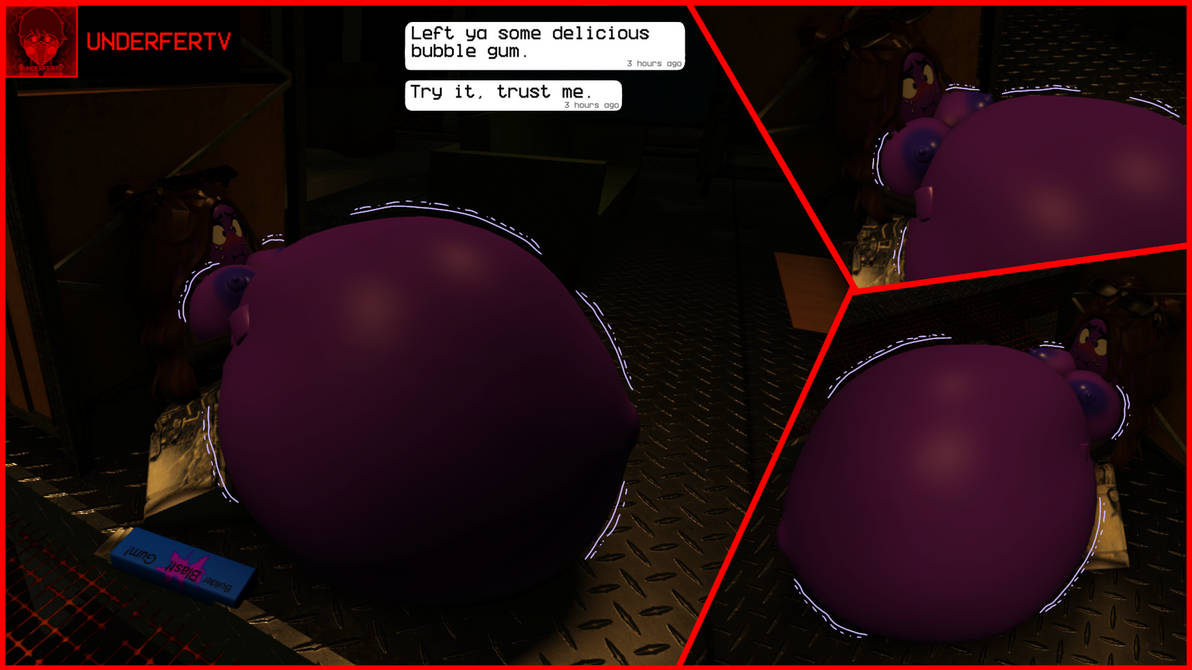 UNDERFERTV
Left ya some delicious
bubble gum.
3 hours ago
Try it, trust me.
3 hours ago
Builder
Blast!
Gum!